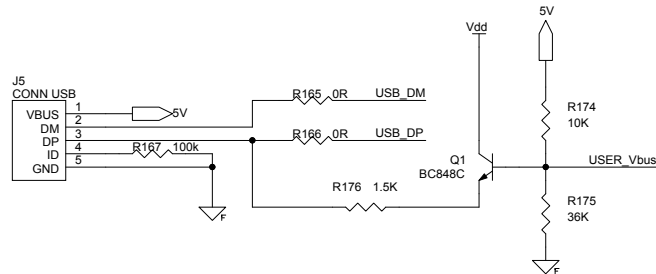 5V
Vdd
J5
CONN USB
R165 0R USB_DM
VBUS 1 5V
DM 2
R174
10K
DP 3 R166 0R USB_DP
ID 4 R167 100k
GND 5
Q1
BC848C
USER_Vbus
R176 1.5K
R175
36K